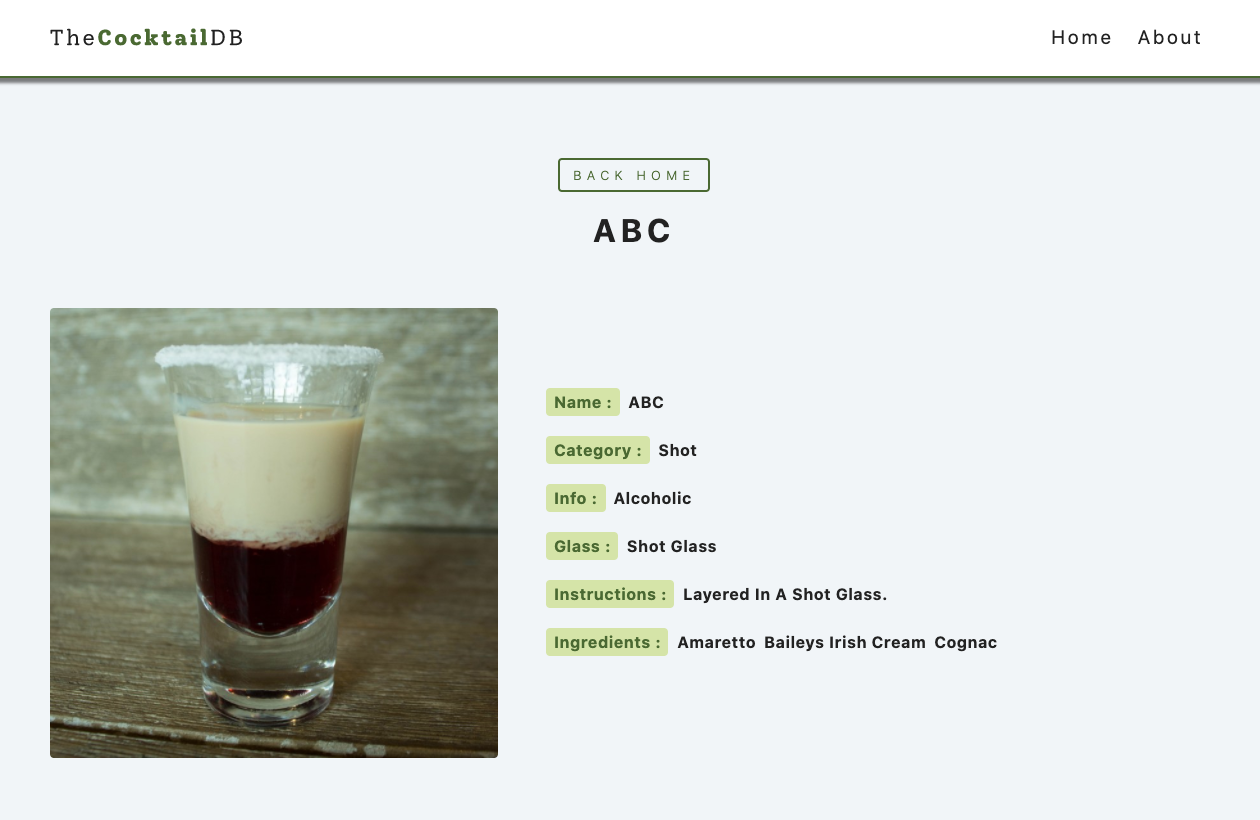 TheCocktailDB
Home About
BACK HOME
ABC
Name : ABC
Category : Shot
Info : Alcoholic
Glass : Shot Glass
Instructions : Layered In A Shot Glass.
Ingredients : Amaretto Baileys Irish Cream Cognac